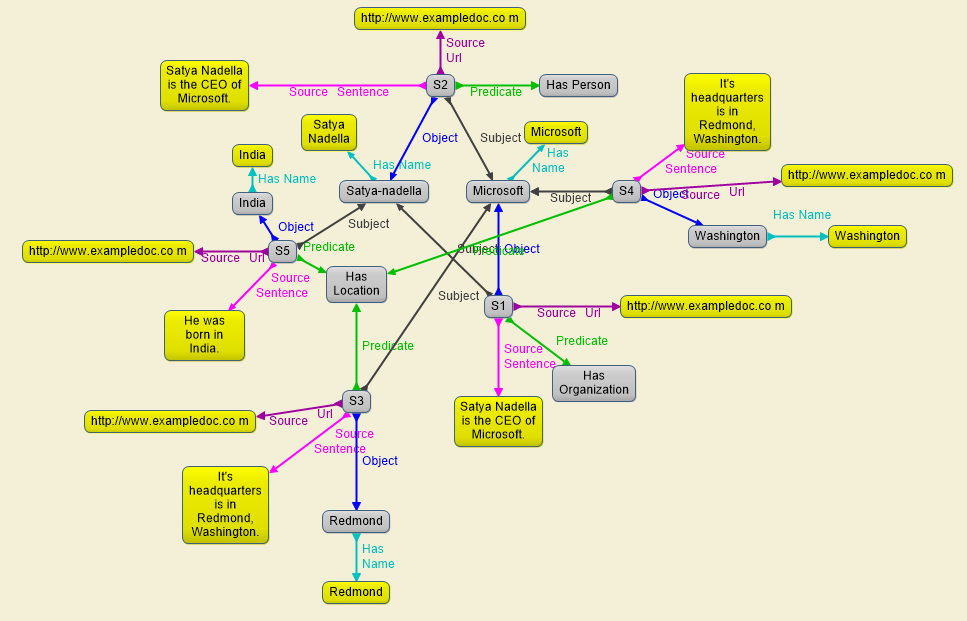 http://www.exampledoc.co m
Source
Url
Satya Nadella
is the CEO of
Microsoft.
Source Sentence
S2
Predicate
Has Person
It's
headquarters
is in
Redmond,
Washington.
Satya
Nadella
Object
Subject
Microsoft
India
Has Name
Has
Name
Source
Sentence
Has Name
India
Satya-nadella
Microsoft
Subject
S4
Object
Source Url
http://www.exampledoc.co m
Has Name
Washington
Washington
Object
Subject
http://www.exampledoc.co m
Source Url
S5
Predicate
Subject
Predicate
Object
Source
Sentence
Has
Location
Subject
S1
Source Url
http://www.exampledoc.co m
He was
born in
India.
Predicate
Source
Sentence
Predicate
Has
Organization
S3
http://www.exampledoc.co m
Source Url
Satya Nadella
is the CEO of
Microsoft.
Source
Sentence
Object
It's
headquarters
is in
Redmond,
Washington.
Redmond
Has
Name
Redmond